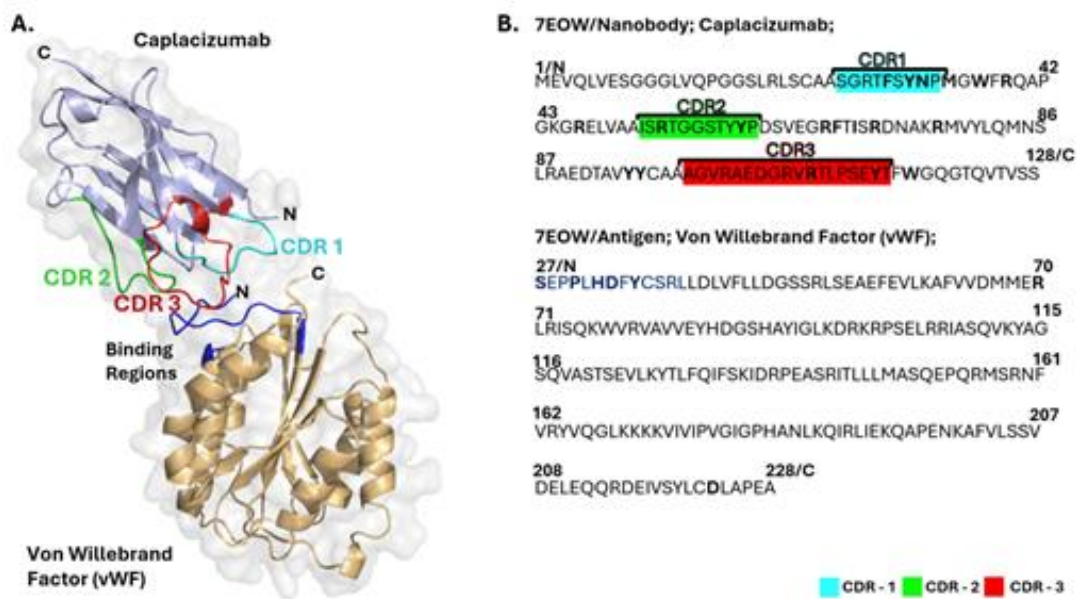 A.
Caplacizumab
C
N
CDR 1
CDR 2
C
CDR 3
N
Binding
Regions
Von Willebrand
Factor (vWF)
B. 7EOW/Nanobody; Caplacizumab;
CDR1
1/N 42
MEVQLVESGGGLVQPGGSLRLSCAASGRTFSYNPMGWFRQAP
43 CDR2 86
GKGRELVAAISRTGGSTYYPDSVEGRFTISRDNAKRMVYLQMNS
87 CDR3 128/C
LRAEDTAVYYCAAAGVRAEDGRVRTLPSEYTFWGQGTQVTVSS
7EOW/Antigen; Von Willebrand Factor (vWF);
27/N 70
SEPPLHDFYCSRLLDLVFLLDGSSRLSEAEFEVLKAFVVDMMER
71 115
LRISQKWVRVAVVEYHDGSHAYIGLKDRKRPSELRRIASQVKYAG
116 161
SQVASTSEVLKYTLFQIFSKIDRPEASRITLLLMASQEPQRMSRNF
162 207
VRYVQGLKKKKVIVIPVGIGPHANLKQIRLIEKQAPENKAFVLSSV
208 228/C
DELEQQRDEIVSYLCDLAPEA
CDR - 1 CDR - 2 CDR - 3